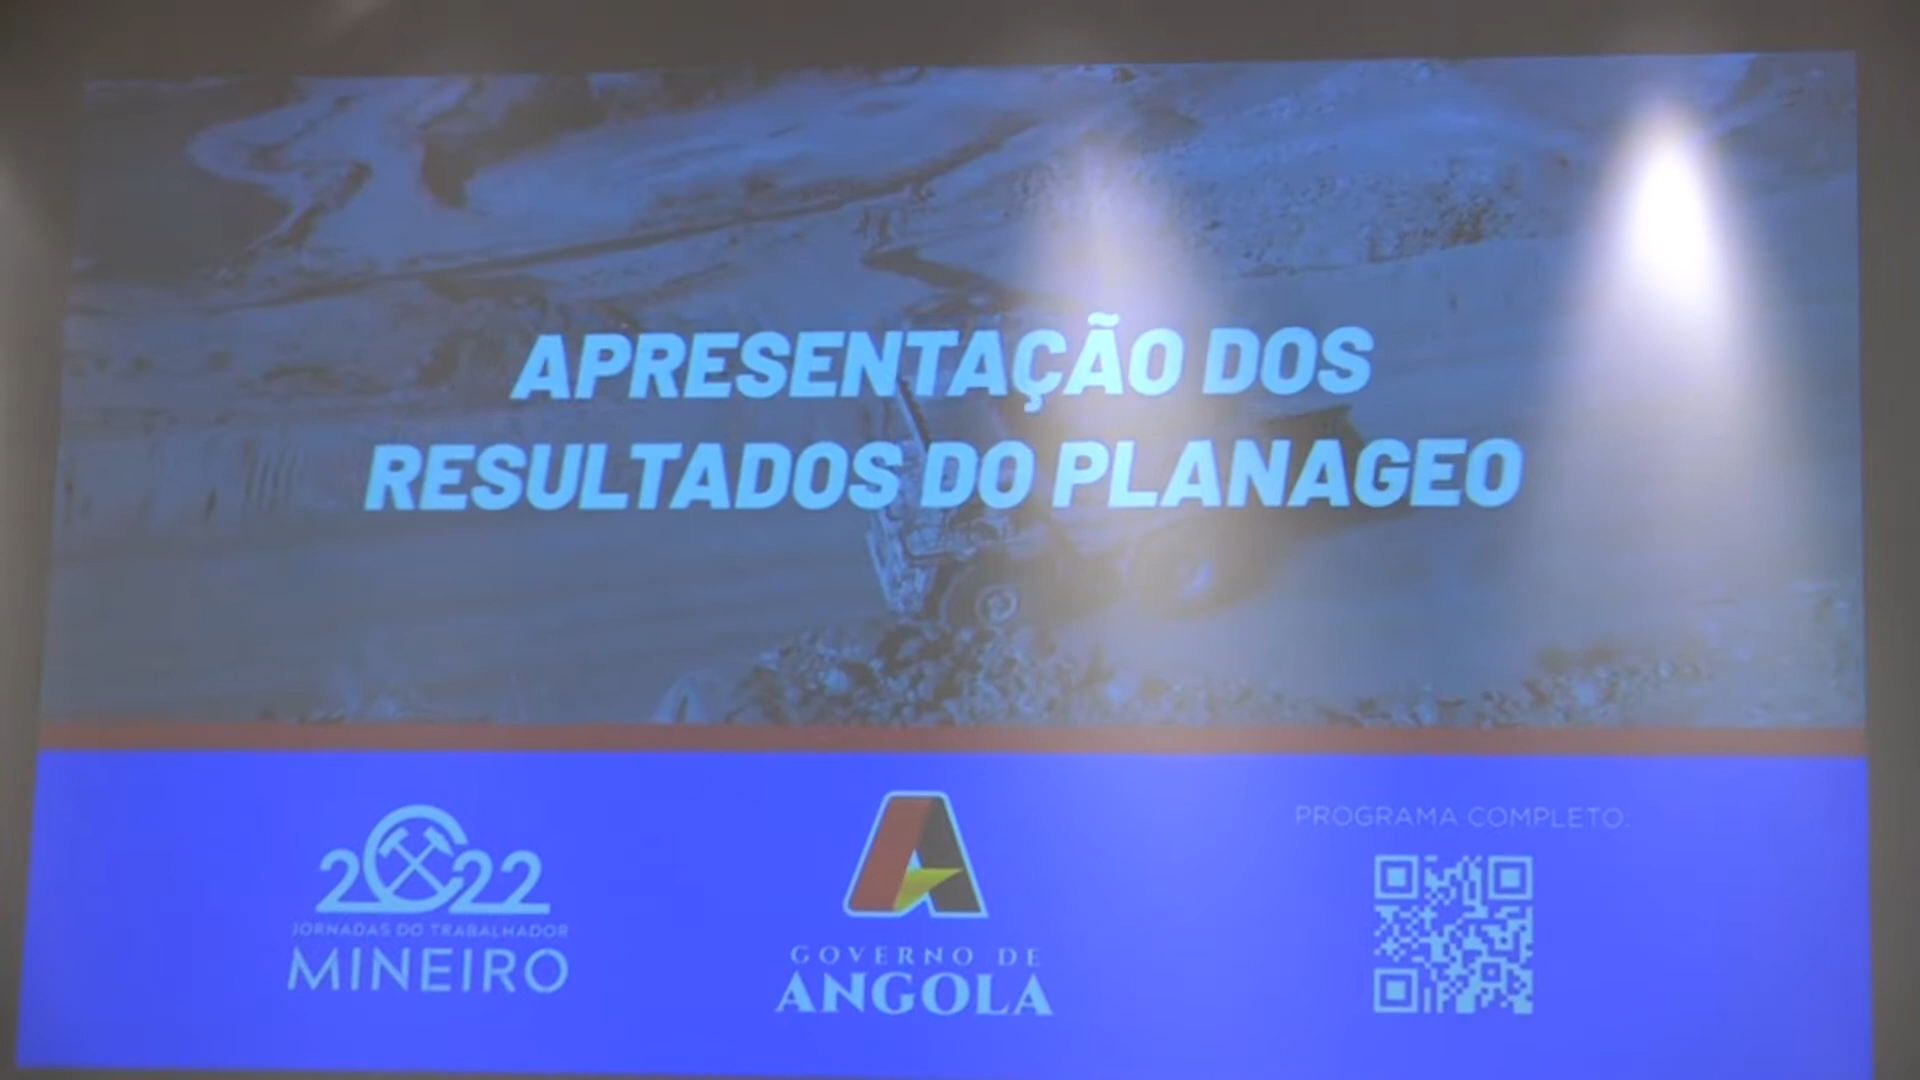 APRESENTAÇÃO DOS
RESULTADOS DO PLANAGEO
2022
JORNADAS DO TRABALHADOR
MINEIRO
GOVERNO DE
ANGOLA
PROGRAMA COMPLETO: